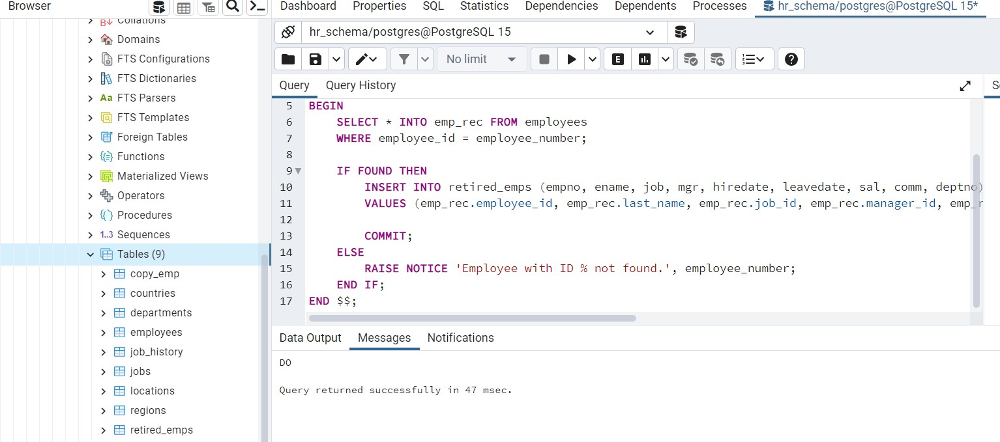 Browser
Dashboard Properties SQL Statistics Dependencies Dependents Processes hr_schema/postgres@PostgreSQL 15*
Collations
Domains
FTS Configurations
FTS Dictionaries
Aa FTS Parsers
FTS Templates
Foreign Tables
Functions
Materialized Views
Operators
Procedures
1..3 Sequences
Tables (9)
copy_emp
countries
departments
employees
job_history
jobs
locations
regions
retired_emps
hr_schema/postgres@PostgreSQL 15
No limit
E
Query Query History
5 BEGIN
6 SELECT * INTO emp_rec FROM employees
7 WHERE employee_id = employee_number;
8
9 IF FOUND THEN
10 INSERT INTO retired_emps (empno, ename, job, mgr, hiredate, leavedate, sal, comm, deptno)
11 VALUES (emp_rec.employee_id, emp_rec.last_name, emp_rec.job_id, emp_rec.manager_id, emp_r
12
13 COMMIT;
14 ELSE
15 RAISE NOTICE 'Employee with ID % not found.', employee_number;
16 END IF;
17 END $$;
Data Output Messages Notifications
DO
Query returned successfully in 47 msec.